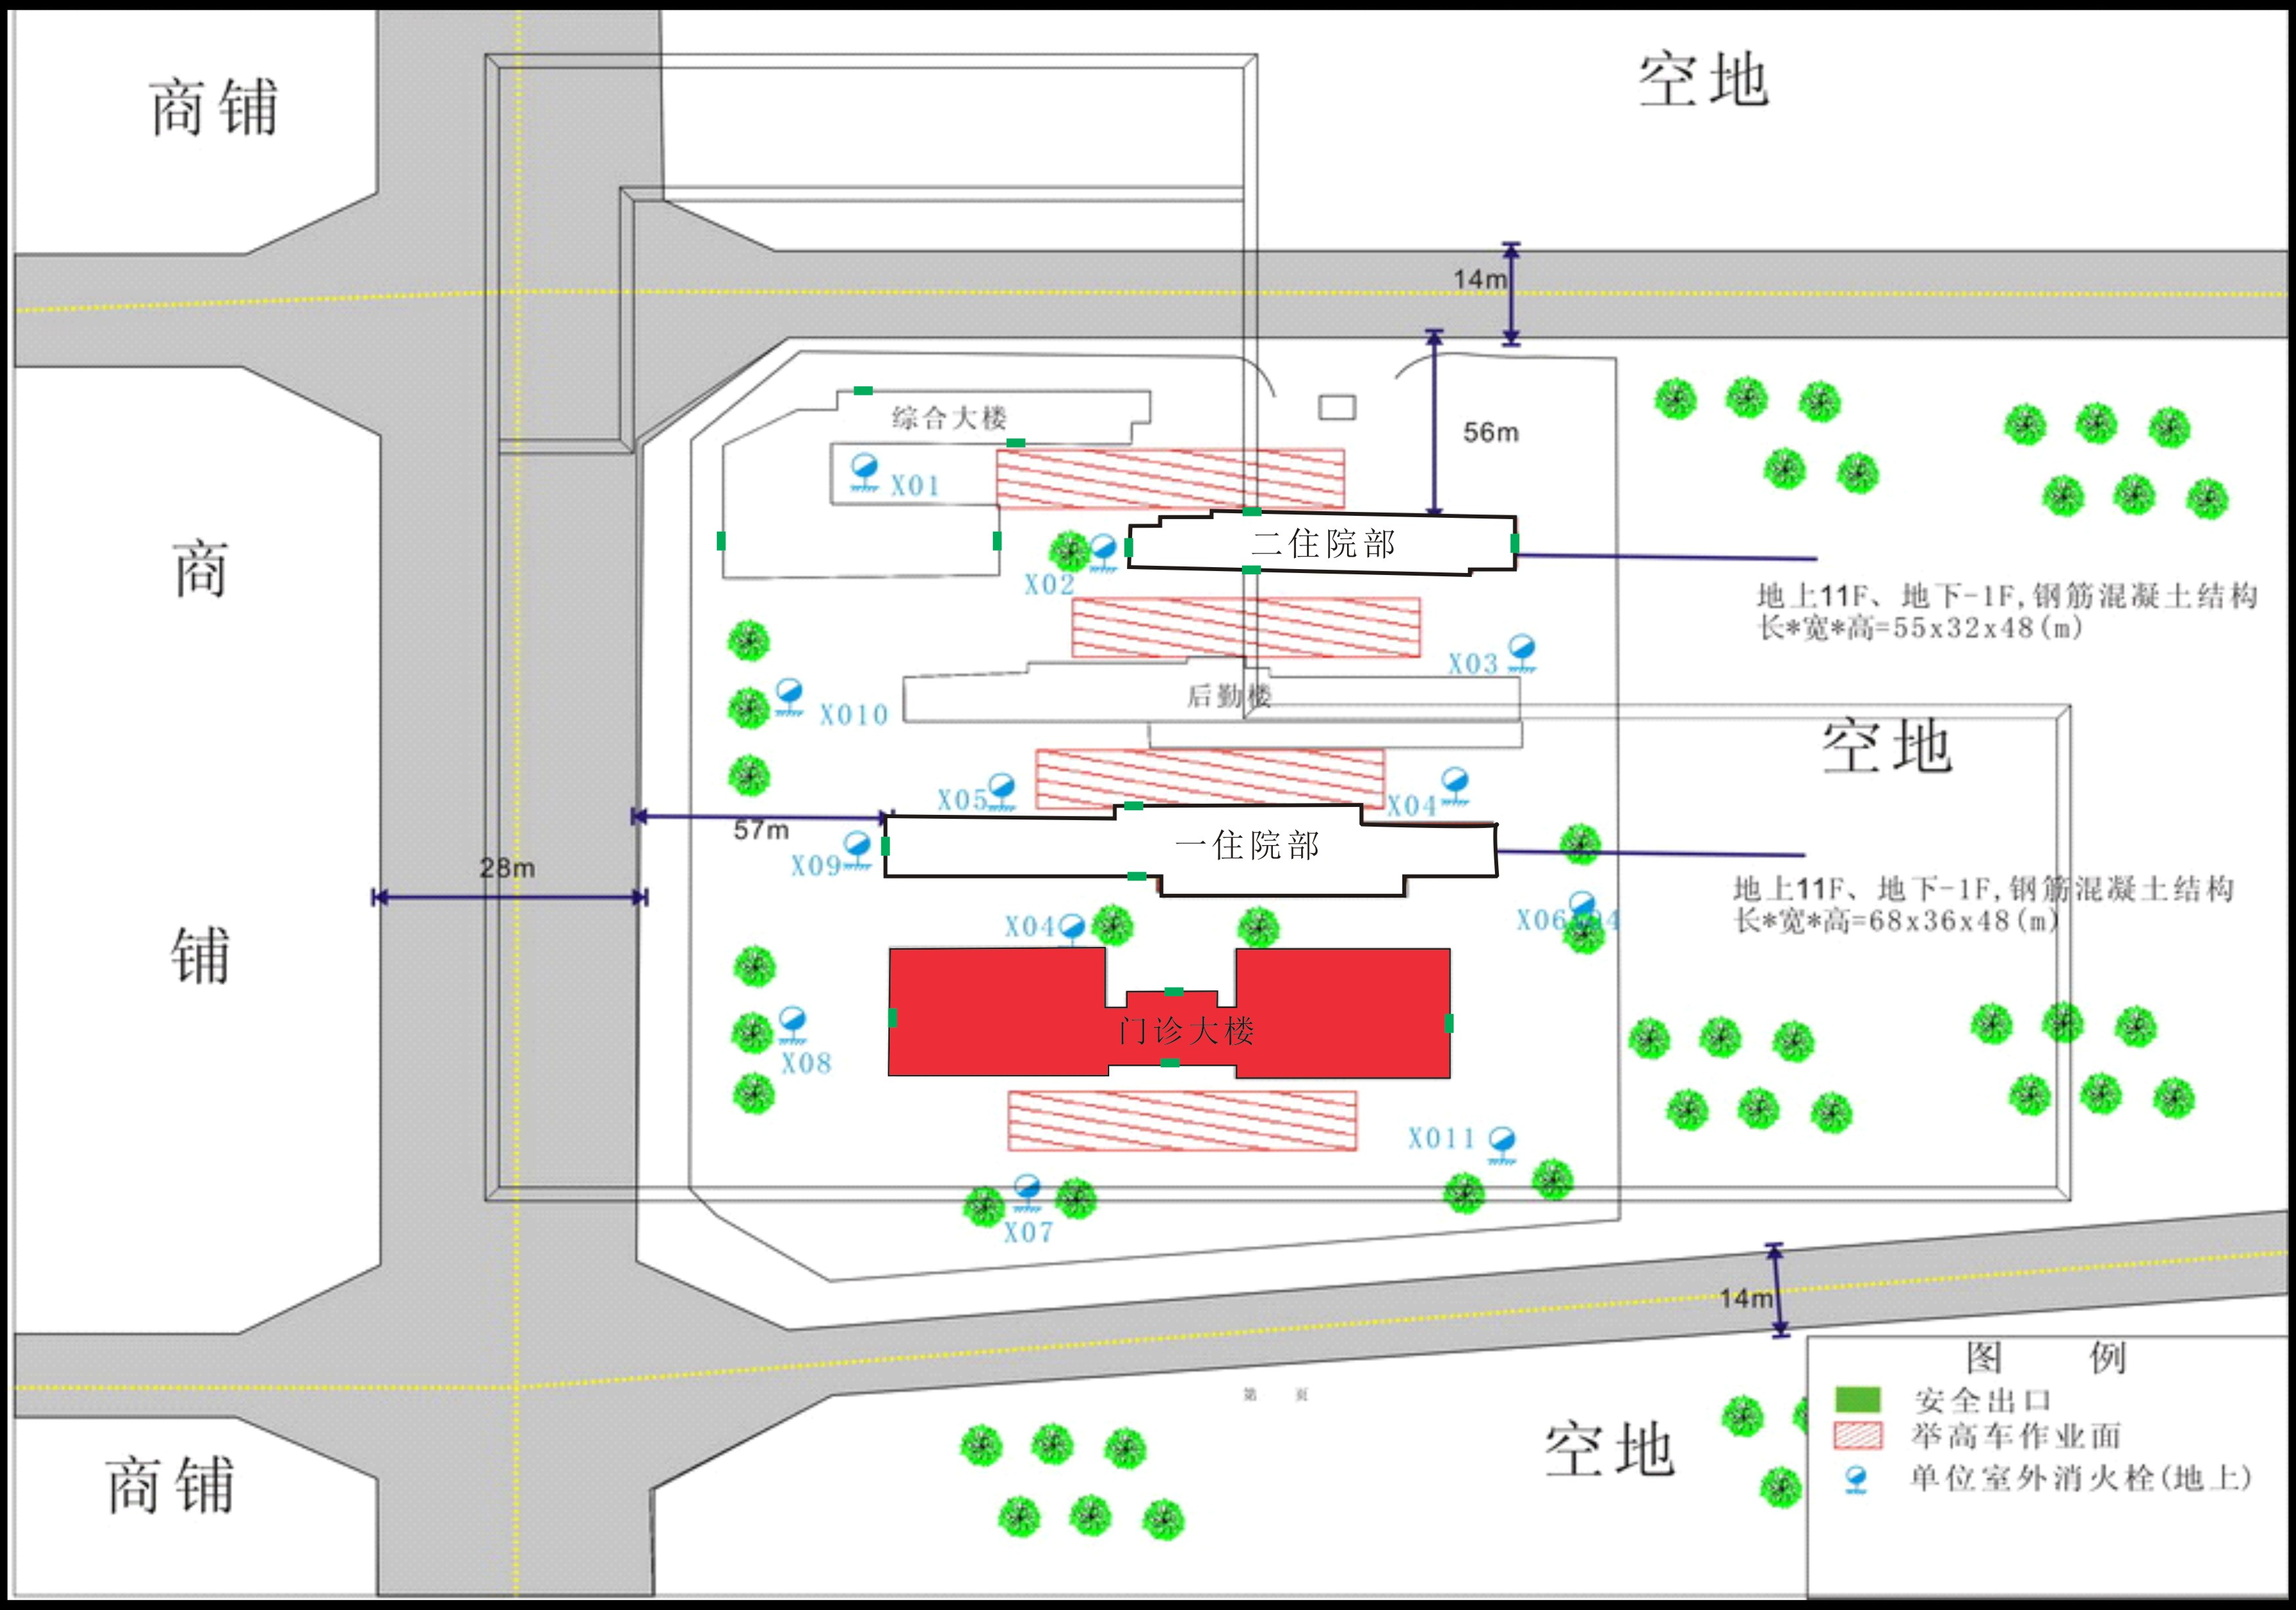 商铺
空地
14m
56m
综合大楼
X01
二住院部
X02
地上11F、地下-1F,钢筋混凝土结构
长*宽*高=55x32x48(m)
商
铺
X03
后勤楼
X010
空地
X05
X04
57m
一住院部
X09
28m
地上11F、地下-1F,钢筋混凝土结构
长*宽*高=68x36x48(m)
X04
门诊大楼
X08
X011
X07
14m
第 页
图 例
安全出口
举高车作业面
单位室外消火栓(地上)
商铺
空地